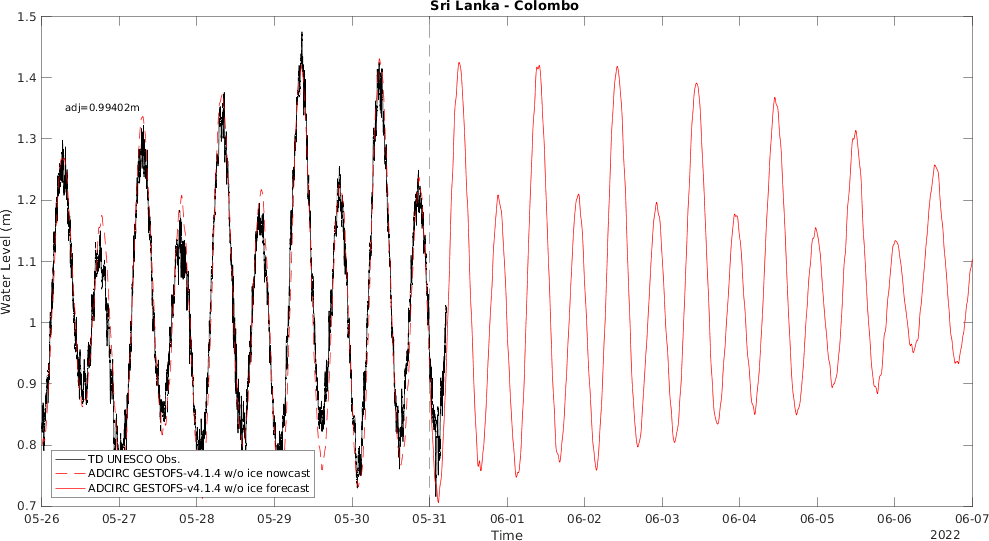 Sri Lanka - Colombo
1.5
1.4
1.3
1.2
1.1
1
0.9
0.8
0.7
Water Level (m)
adj=0.99402m
TD UNESCO Obs.
ADCIRC GESTOFS-v4.1.4 w/o ice nowcast
ADCIRC GESTOFS-v4.1.4 w/o ice forecast
05-26 05-27 05-28 05-29 05-30 05-31 06-01 06-02 06-03 06-04 06-05 06-06 06-07
Time
2022